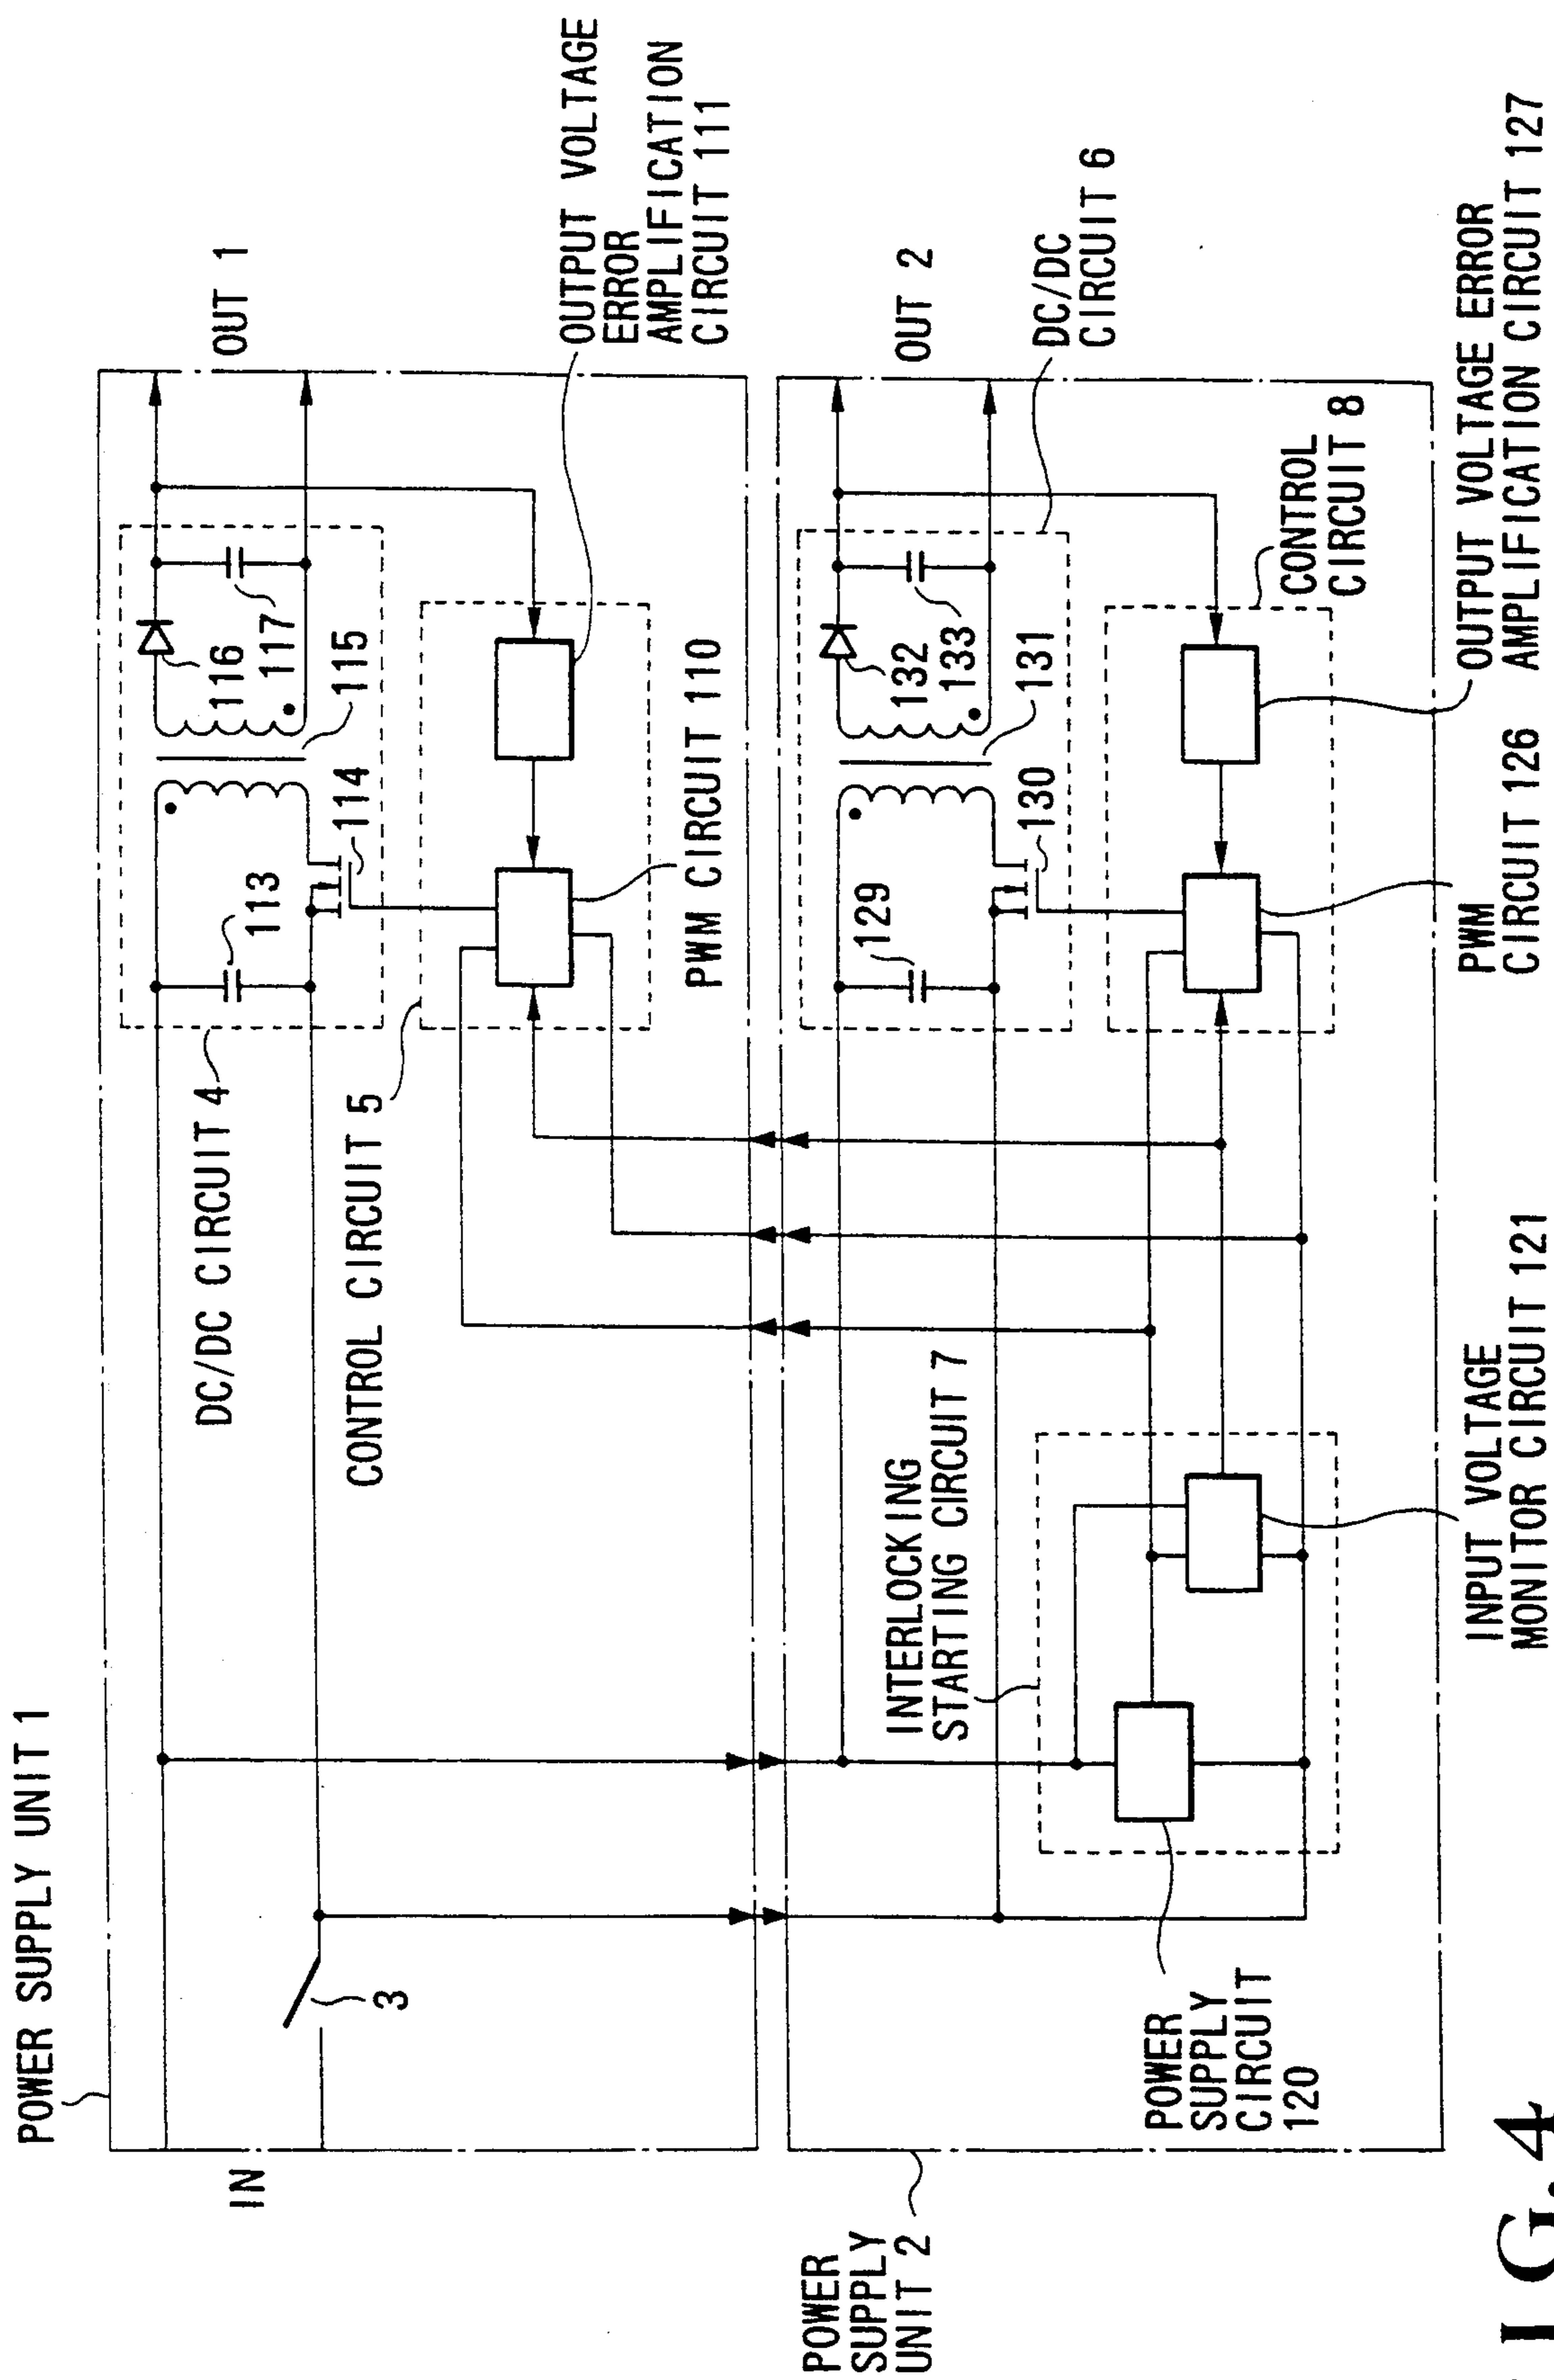 POWER SUPPLY UNIT 1
IN
3
DC/DC CIRCUIT 4
113
114
115
116
117
OUT 1
CONTROL CIRCUIT 5
PWM CIRCUIT 110
OUTPUT VOLTAGE
ERROR
AMPLIFICATION
CIRCUIT 111
POWER
SUPPLY
UNIT 2
POWER
SUPPLY
CIRCUIT
120
INTERLOCKING
STARTING CIRCUIT 7
INPUT VOLTAGE
MONITOR CIRCUIT 121
129
130
131
132
133
OUT 2
DC/DC
CIRCUIT 6
CONTROL
CIRCUIT 8
PWM
CIRCUIT 126
OUTPUT VOLTAGE ERROR
AMPLIFICATION CIRCUIT 127
I G. 4